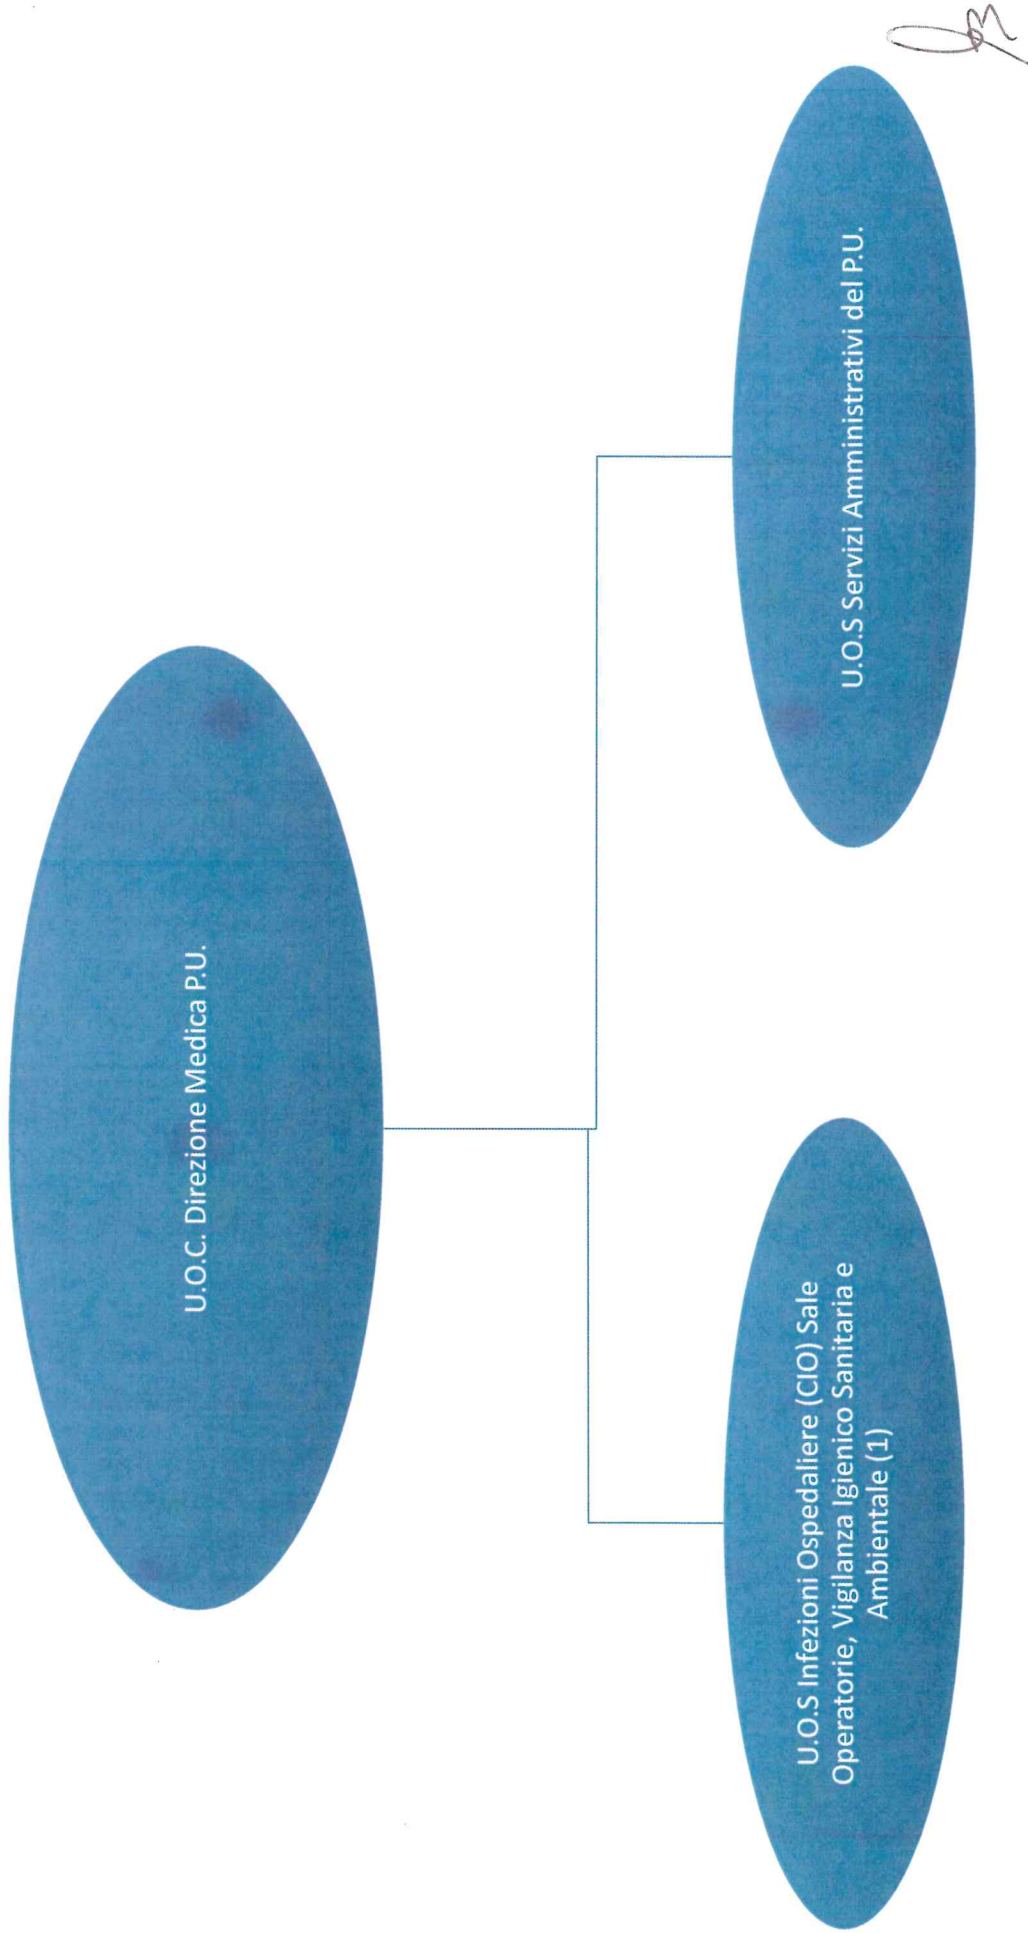 U.O.C. Direzione Medica P.U.
U.O.S Infezioni Ospedaliere (CIO) Sale
Operatorie, Vigilanza Igienico Sanitaria e
Ambientale (1)
U.O.S Servizi Amministrativi del P.U.